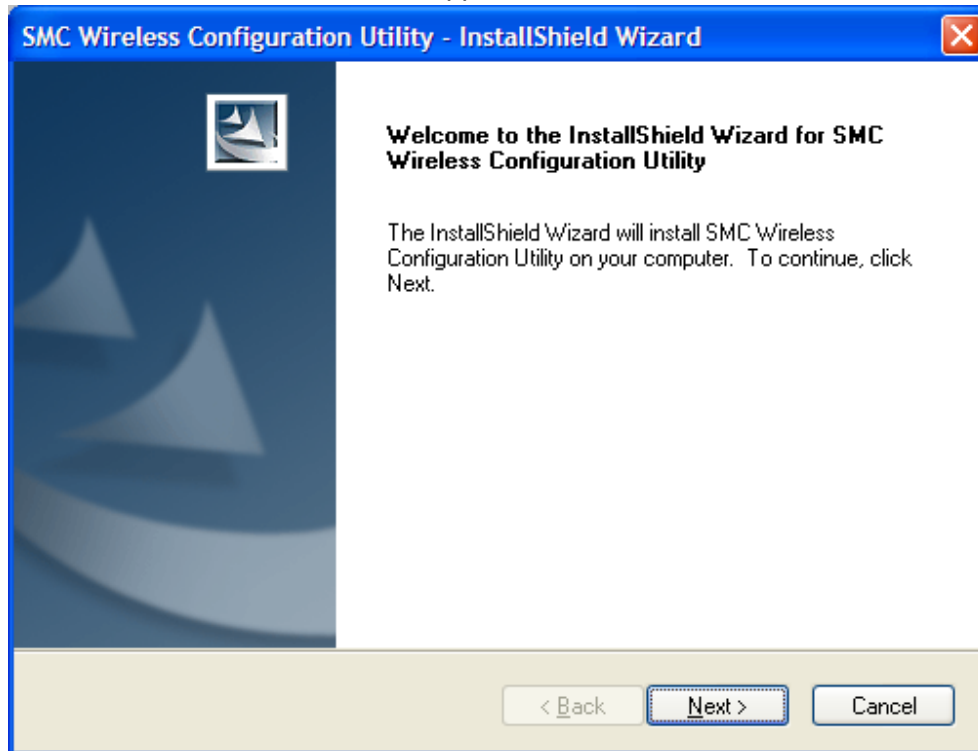 SMC Wireless Configuration Utility - InstallShield Wizard
Welcome to the InstallShield Wizard for SMC
Wireless Configuration Utility
The InstallShield Wizard will install SMC Wireless
Configuration Utility on your computer. To continue, click
Next.
< Back
Next >
Cancel